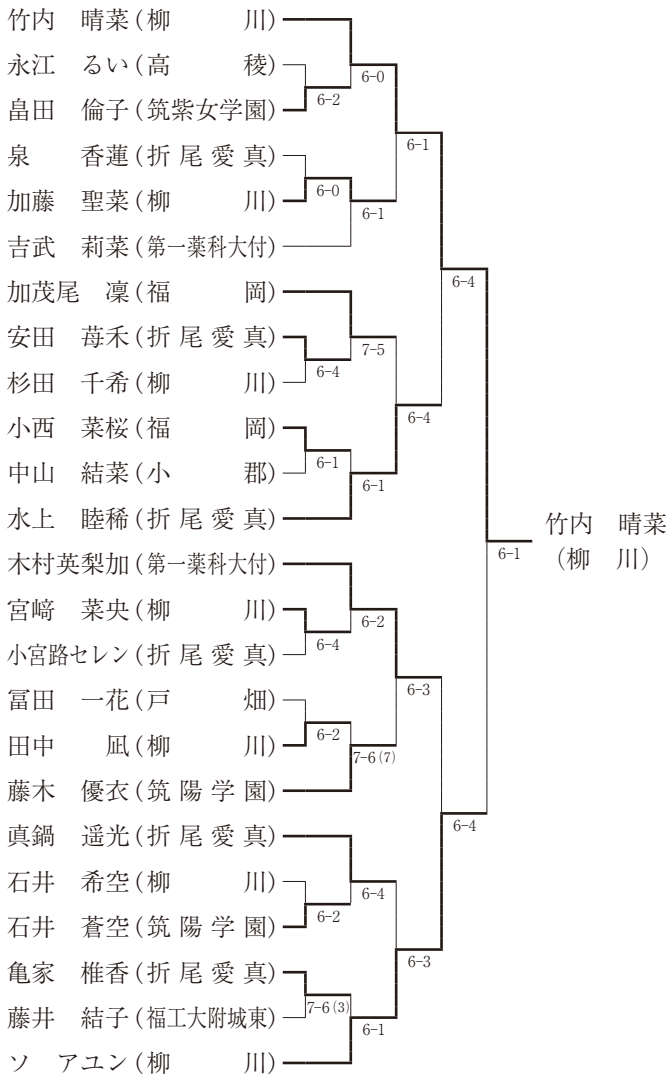 竹内　晴菜(柳　　川)
永江　るい(高　　稜)
6-0
畠田　倫子(筑紫女学園)
6-2
泉　　香蓮(折尾愛真)
6-1
加藤　聖菜(柳　　川)
6-0
6-1
吉武　莉菜(第一薬科大付)
加茂尾　凜(福　　岡)
6-4
安田　苺禾(折尾愛真)
7-5
杉田　千希(柳　　川)
6-4
小西　菜桜(福　　岡)
6-4
中山　結菜(小　　郡)
6-1
6-1
水上　睦稀(折尾愛真)
竹内　晴菜
(柳　川)
6-1
木村英梨加(第一薬科大付)
宮﨑　菜央(柳　　川)
6-2
小宮路セレン(折尾愛真)
6-4
冨田　一花(戸　　畑)
6-3
田中　　凪(柳　　川)
6-2
7-6(7)
藤木　優衣(筑陽学園)
真鍋　遥光(折尾愛真)
6-4
石井　希空(柳　　川)
6-4
石井　蒼空(筑陽学園)
6-2
亀家　椎香(折尾愛真)
6-3
藤井　結子(福工大附城東)
7-6(3)
6-1
ソ　アユン(柳　　川)